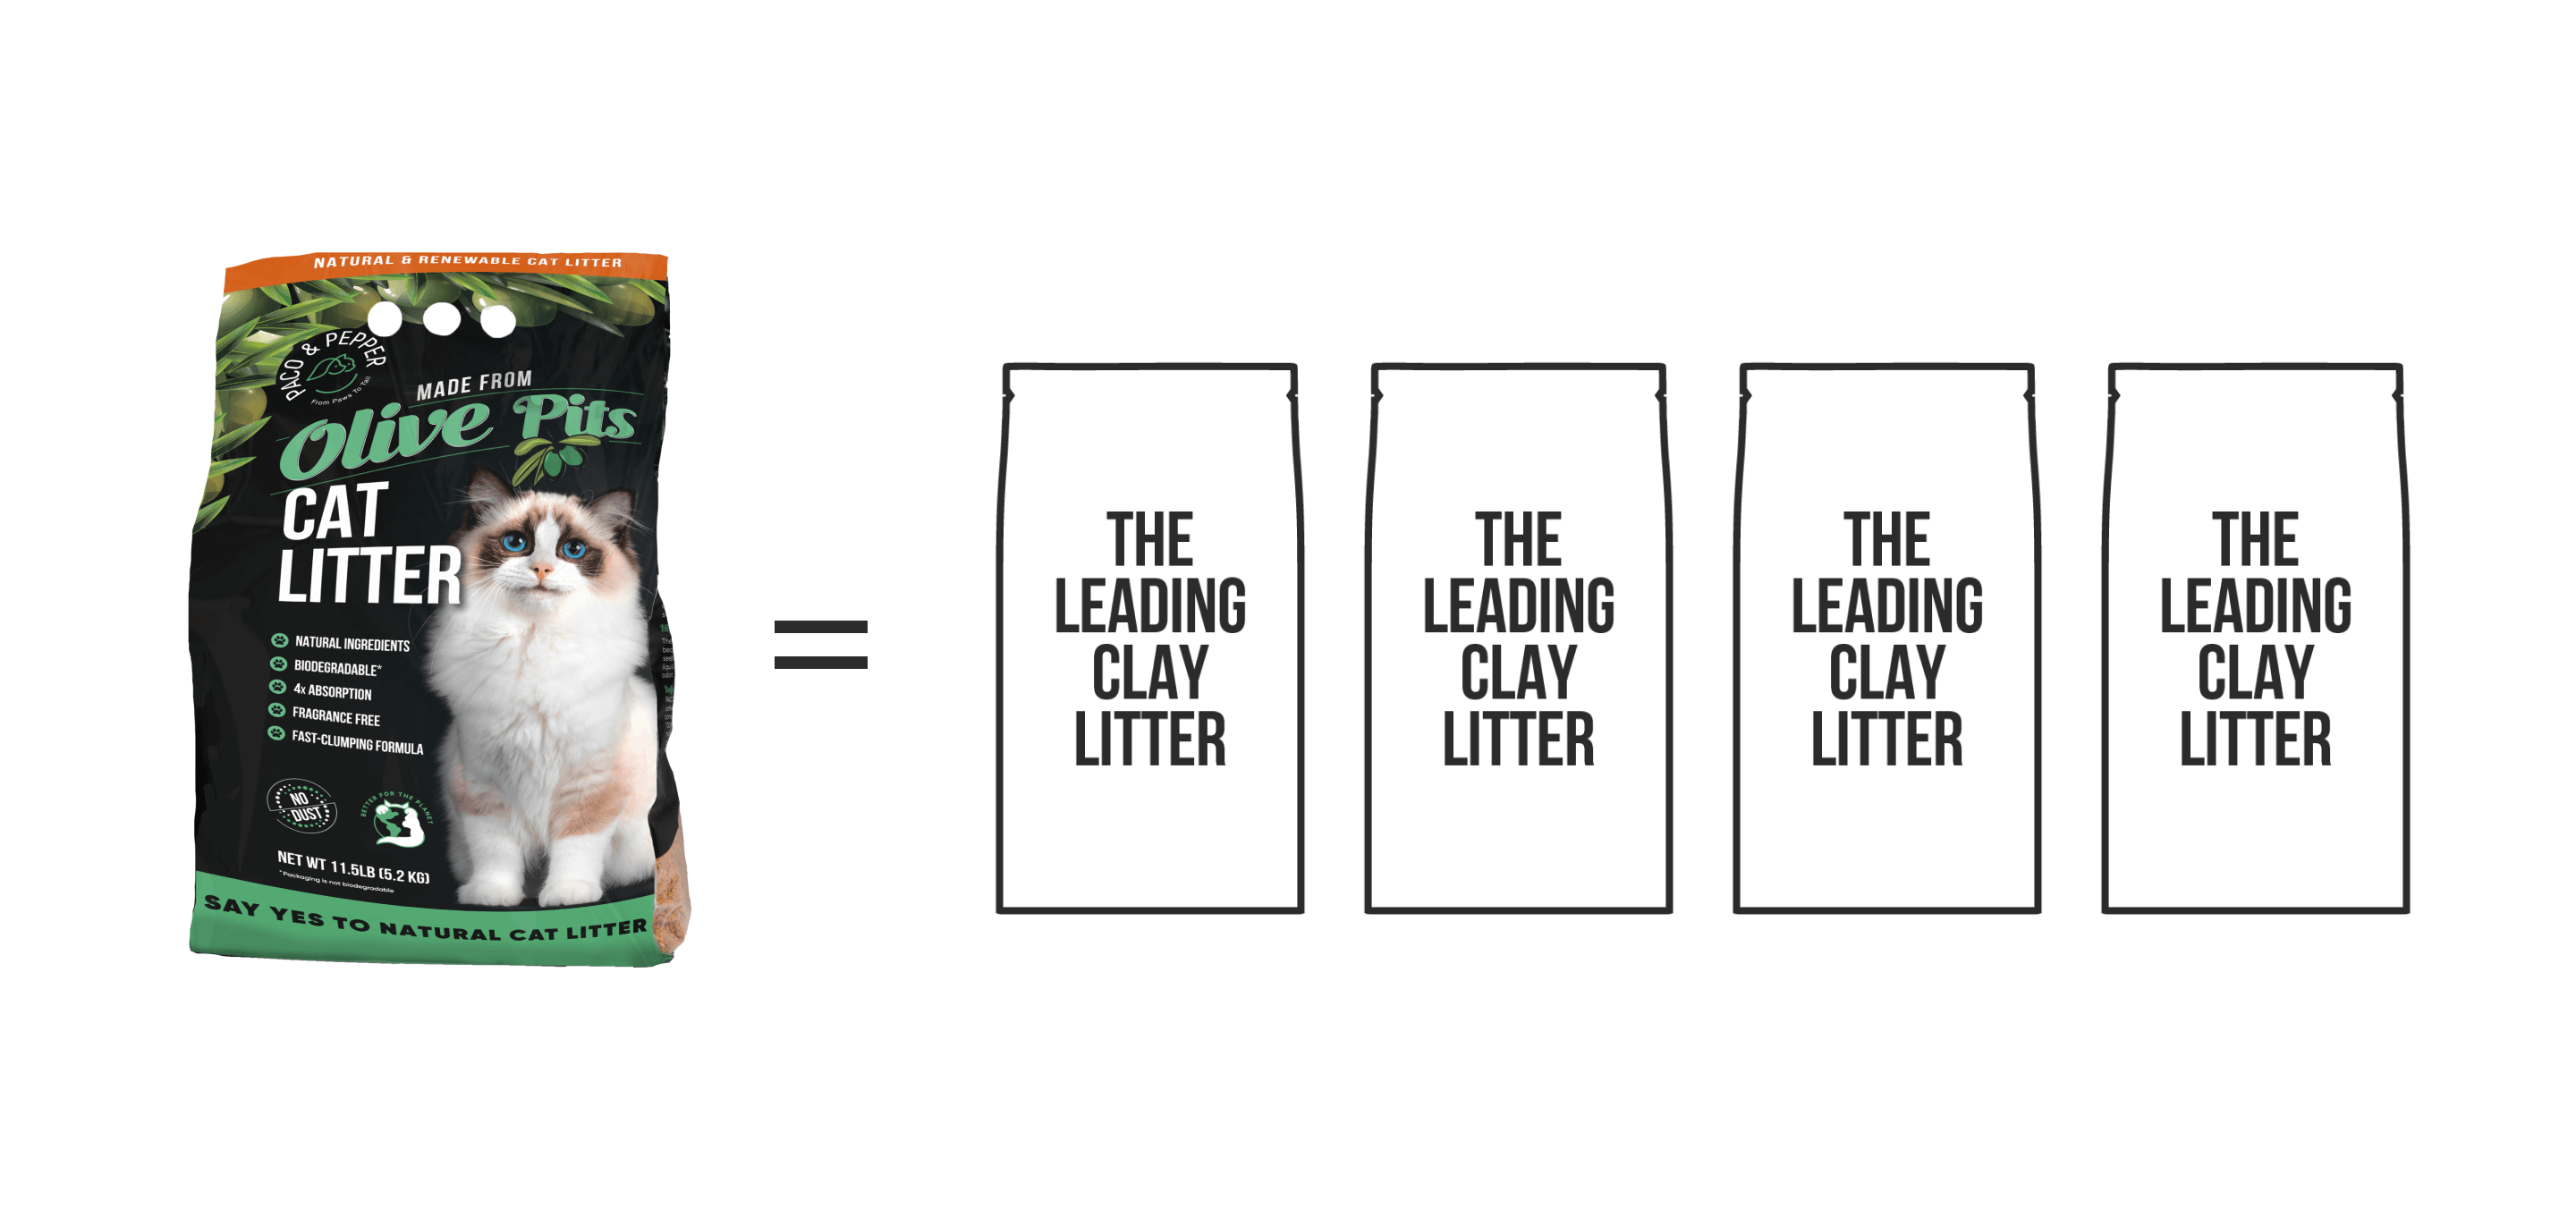 NATURAL & RENEWABLE CAT LITTER
PACO & PEPPER
From Paws To Tail
MADE FROM
Olive Pits
CAT
LITTER
NATURAL INGREDIENTS
BIODEGRADABLE*
4x ABSORPTION
FRAGRANCE FREE
FAST-CLUMPING FORMULA
NO
DUST
BETTER FOR THE PLANET
NET WT 11.5LB (5.2 KG)
*Packaging is not biodegradable
SAY YES TO NATURAL CAT LITTER
=
THE
LEADING
CLAY
LITTER
THE
LEADING
CLAY
LITTER
THE
LEADING
CLAY
LITTER
THE
LEADING
CLAY
LITTER